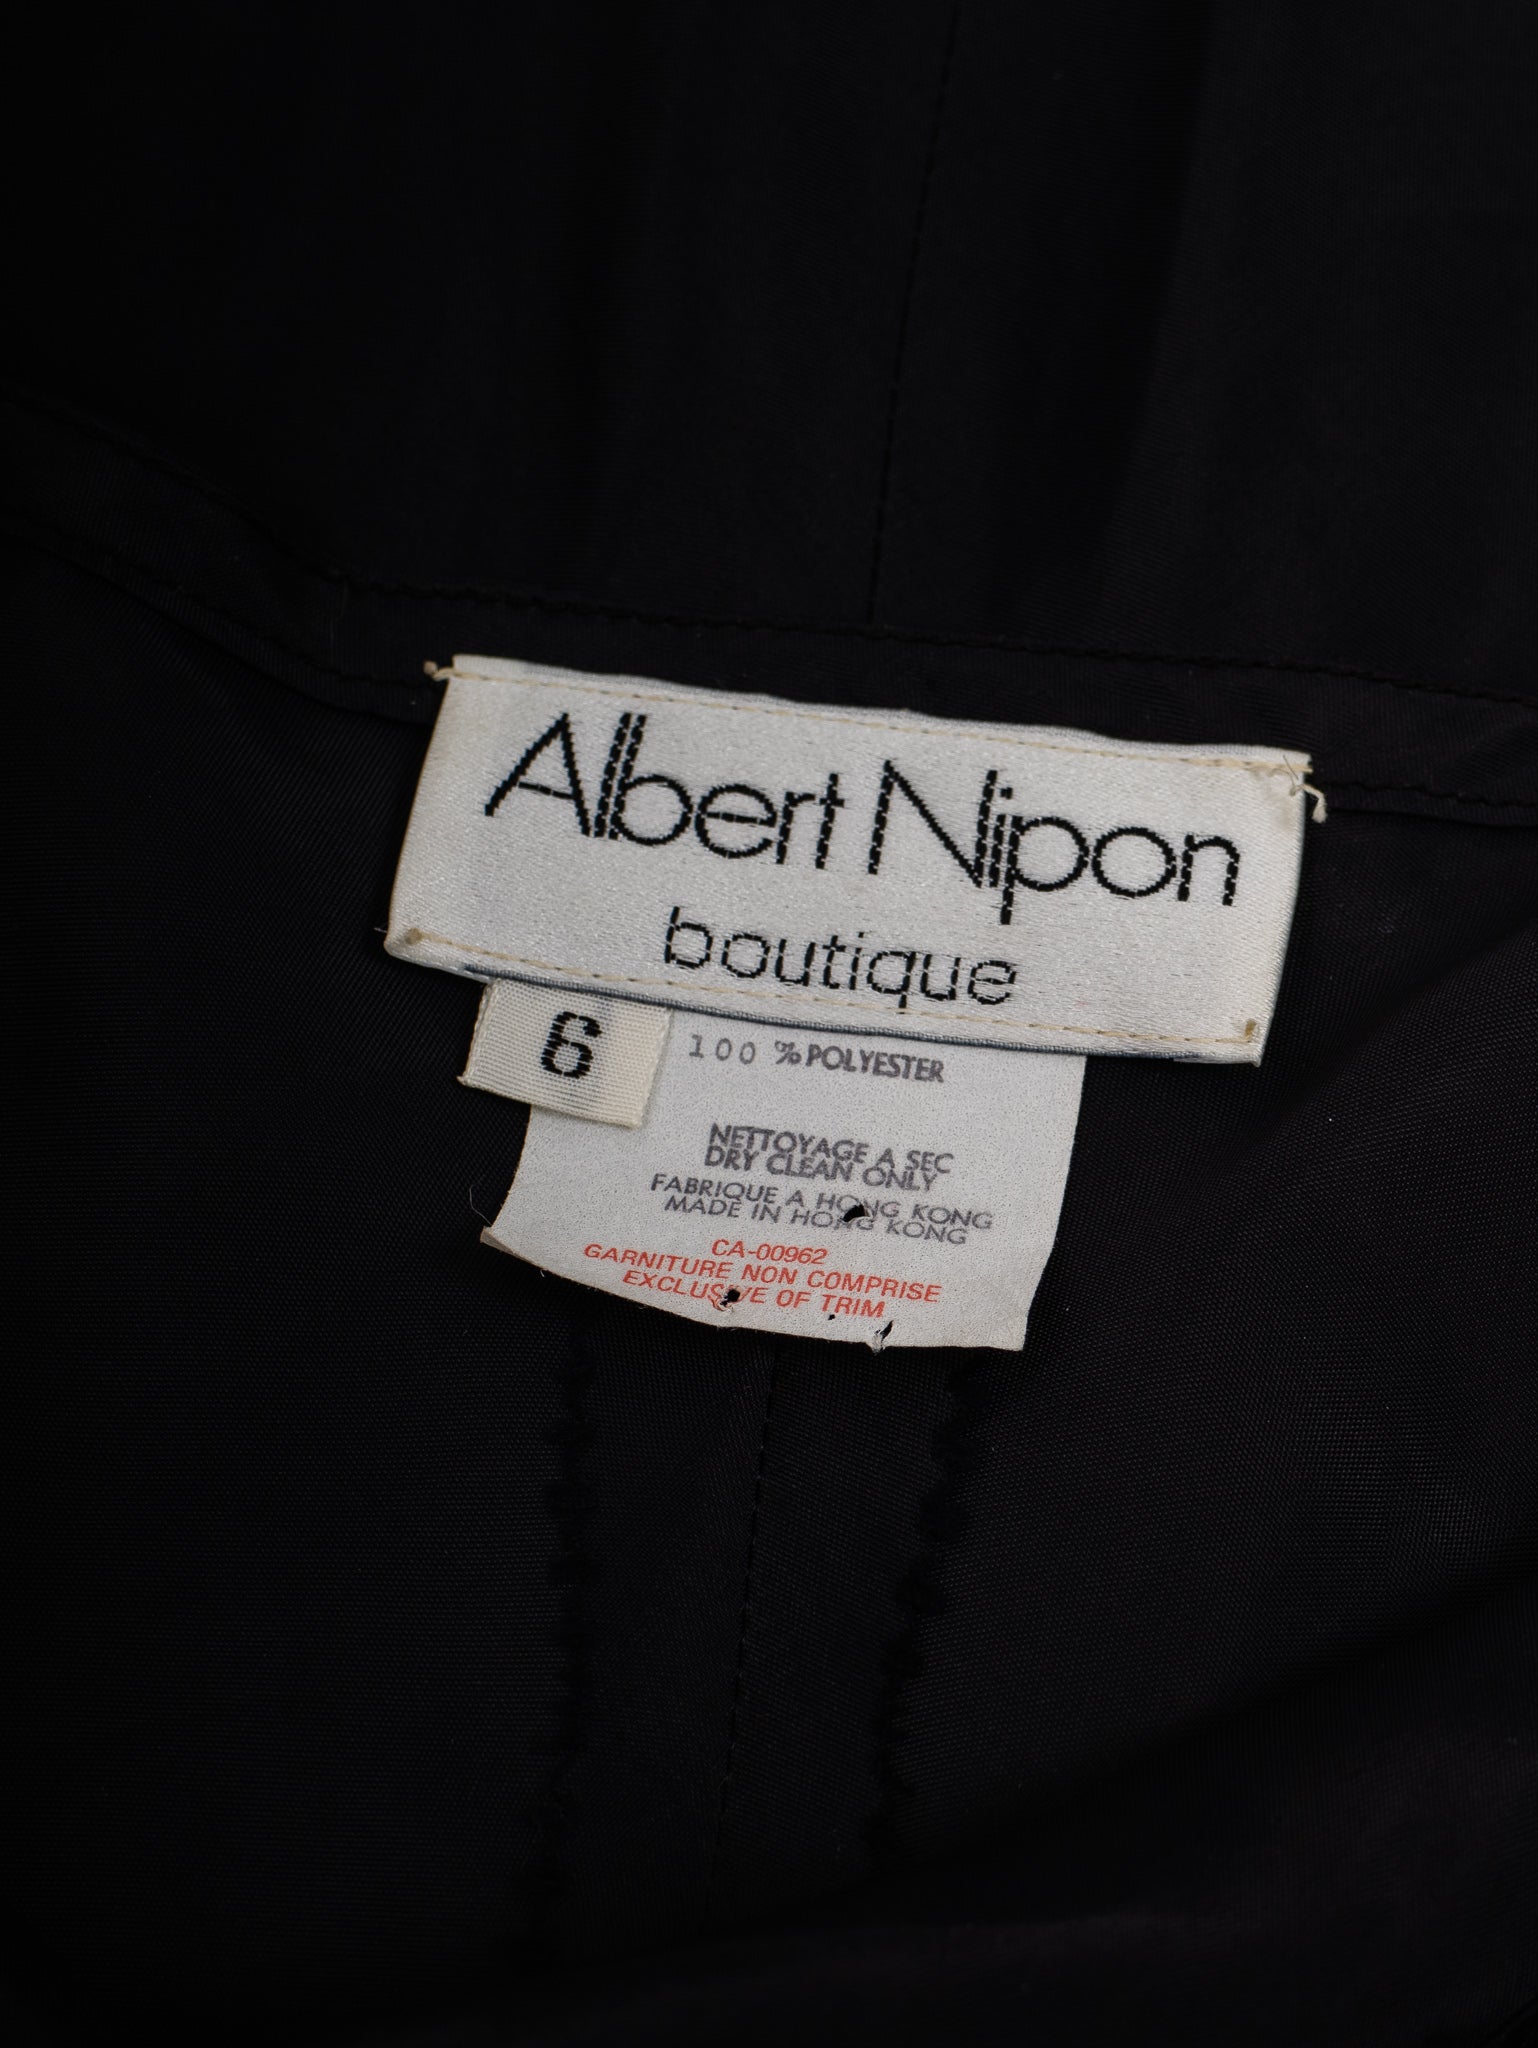 Albert Nipon
boutique
6
100 % POLYESTER
NETTOYAGE A SEC
DRY CLEAN ONLY
FABRIQUE A HONG KONG
MADE IN HONG KONG
CA-00962
GARNITURE NON COMPRISE
EXCLUSIVE OF TRIM